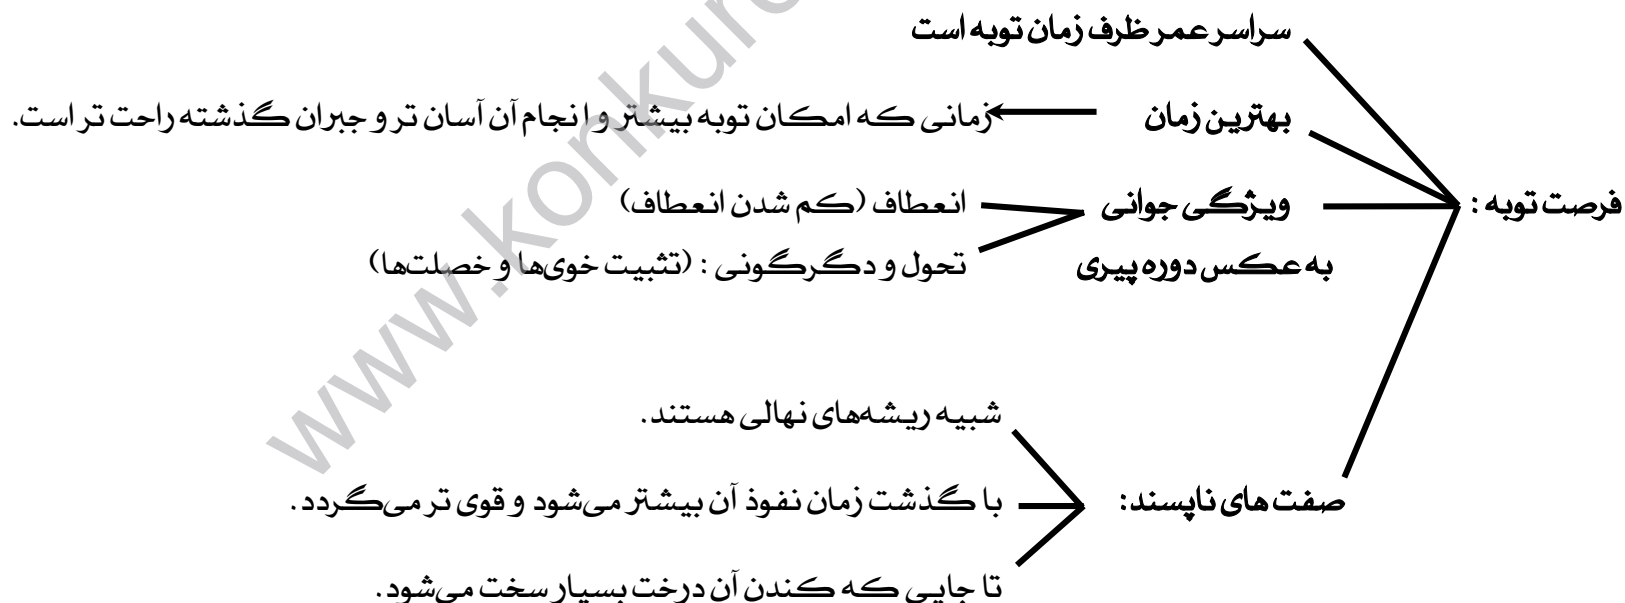 سراسر عمر ظرف زمان توبه است
بهترین زمان زمانی که امکان توبه بیشتر و انجام آن آسان تر و جبران گذشته راحت تر است.
فرصت توبه : ویژگی جوانی انعطاف (کم شدن انعطاف)
به عکس دوره پیری تحول و دگرگونی : (تثبیت خوی‌ها و خصلت‌ها)
شبیه ریشه‌های نهالی هستند.
صفت های ناپسند: با گذشت زمان نفوذ آن بیشتر می‌شود و قوی تر می‌گردد.
تا جایی که کندن آن درخت بسیار سخت می‌شود.